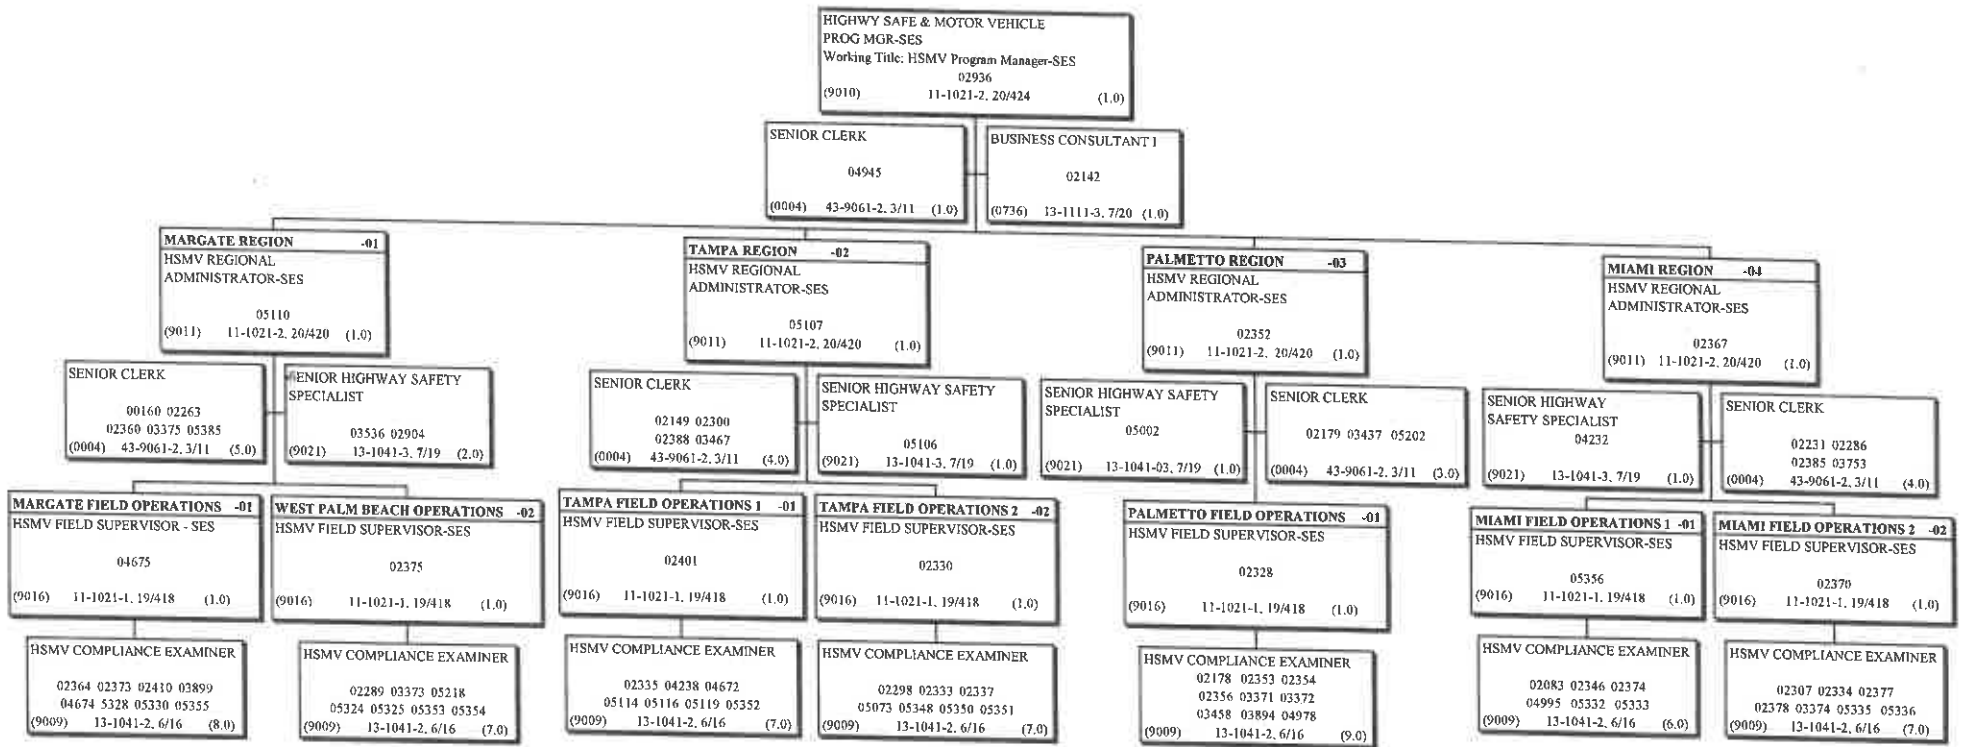 HIGHWY SAFE & MOTOR VEHICLE
PROG MGR-SES
Working Title: HSMV Program Manager-SES
02936
(9010) 11-1021-2, 20/424 (1.0)
SENIOR CLERK
04945
(0004) 43-9061-2, 3/11 (1.0)
BUSINESS CONSULTANT I
02142
(0736) 13-1111-3, 7/20 (1.0)
MARGATE REGION -01
HSMV REGIONAL
ADMINISTRATOR-SES
05110
(9011) 11-1021-2, 20/420 (1.0)
TAMPA REGION -02
HSMV REGIONAL
ADMINISTRATOR-SES
05107
(9011) 11-1021-2, 20/420 (1.0)
PALMETTO REGION -03
HSMV REGIONAL
ADMINISTRATOR-SES
02352
(9011) 11-1021-2, 20/420 (1.0)
MIAMI REGION -04
HSMV REGIONAL
ADMINISTRATOR-SES
02367
(9011) 11-1021-2, 20/420 (1.0)
SENIOR CLERK
00160 02263
02360 03375 05385
(0004) 43-9061-2, 3/11 (5.0)
SENIOR HIGHWAY SAFETY
SPECIALIST
03536 02904
(9021) 13-1041-3, 7/19 (2.0)
SENIOR CLERK
02149 02300
02388 03467
(0004) 43-9061-2, 3/11 (4.0)
SENIOR HIGHWAY SAFETY
SPECIALIST
05106
(9021) 13-1041-3, 7/19 (1.0)
SENIOR HIGHWAY SAFETY
SPECIALIST
05002
(9021) 13-1041-03, 7/19 (1.0)
SENIOR CLERK
02179 03437 05202
(0004) 43-9061-2, 3/11 (3.0)
SENIOR HIGHWAY
SAFETY SPECIALIST
04232
(9021) 13-1041-3, 7/19 (1.0)
SENIOR CLERK
02231 02286
02385 03753
(0004) 43-9061-2, 3/11 (4.0)
MARGATE FIELD OPERATIONS -01
HSMV FIELD SUPERVISOR - SES
04675
(9016) 11-1021-1, 19/418 (1.0)
WEST PALM BEACH OPERATIONS -02
HSMV FIELD SUPERVISOR-SES
02375
(9016) 11-1021-1, 19/418 (1.0)
TAMPA FIELD OPERATIONS 1 -01
HSMV FIELD SUPERVISOR-SES
02401
(9016) 11-1021-1, 19/418 (1.0)
TAMPA FIELD OPERATIONS 2 -02
HSMV FIELD SUPERVISOR-SES
02330
(9016) 11-1021-1, 19/418 (1.0)
PALMETTO FIELD OPERATIONS -01
HSMV FIELD SUPERVISOR-SES
02328
(9016) 11-1021-1, 19/418 (1.0)
MIAMI FIELD OPERATIONS 1 -01
HSMV FIELD SUPERVISOR-SES
05356
(9016) 11-1021-1, 19/418 (1.0)
MIAMI FIELD OPERATIONS 2 -02
HSMV FIELD SUPERVISOR-SES
02370
(9016) 11-1021-1, 19/418 (1.0)
HSMV COMPLIANCE EXAMINER
02364 02373 02410 03899
04674 5328 05330 05355
(9009) 13-1041-2, 6/16 (8.0)
HSMV COMPLIANCE EXAMINER
02289 03373 05218
05324 05325 05353 05354
(9009) 13-1041-2, 6/16 (7.0)
HSMV COMPLIANCE EXAMINER
02335 04238 04672
05114 05116 05119 05352
(9009) 13-1041-2, 6/16 (7.0)
HSMV COMPLIANCE EXAMINER
02298 02333 02337
05073 05348 05350 05351
(9009) 13-1041-2, 6/16 (7.0)
HSMV COMPLIANCE EXAMINER
02178 02353 02354
02356 03371 03372
03458 03894 04978
(9009) 13-1041-2, 6/16 (9.0)
HSMV COMPLIANCE EXAMINER
02083 02346 02374
04995 05332 05333
(9009) 13-1041-2, 6/16 (6.0)
HSMV COMPLIANCE EXAMINER
02307 02334 02377
02378 03374 05335 05336
(9009) 13-1041-2, 6/16 (7.0)